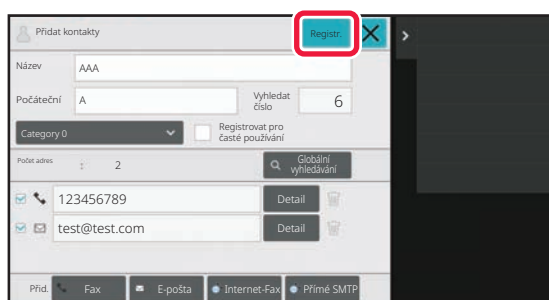 Přidat kontakty
Registr.
Název
AAA
Počáteční
A
Vyhledat
číslo
6
Category 0
Registrovat pro
časté používání
Počet adres
:
2
Globální
vyhledávání
123456789
Detail
test@test.com
Detail
Přid.
Fax
E-pošta
Internet-Fax
Přímé SMTP